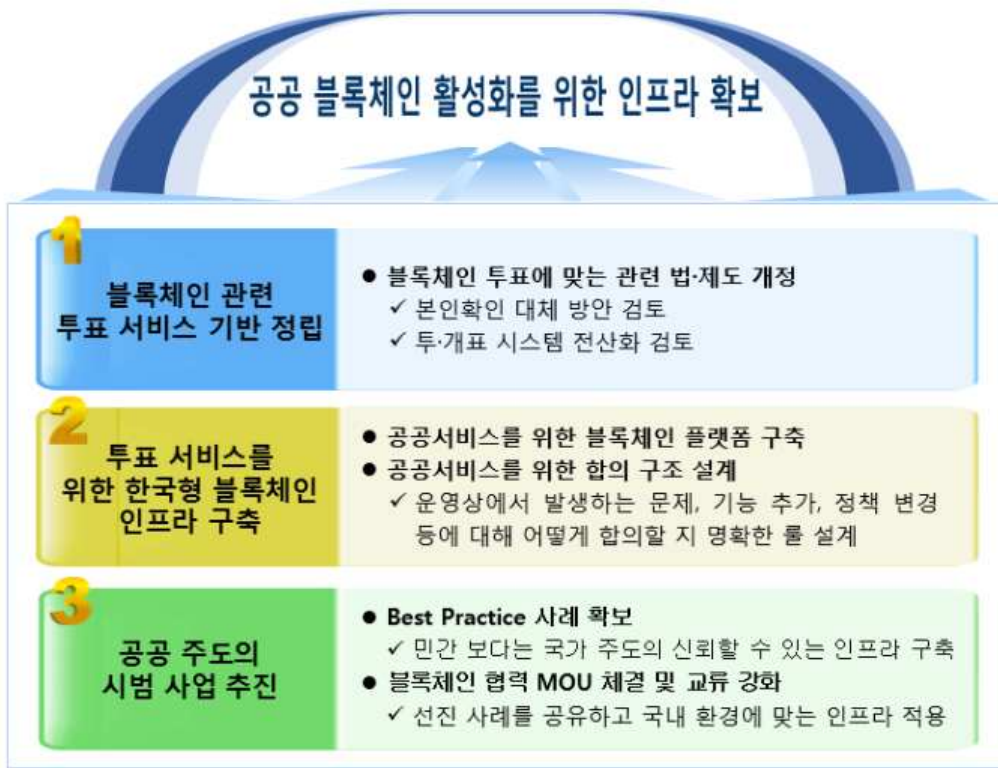 공공 블록체인 활성화를 위한 인프라 확보
1
블록체인 관련
투표 서비스 기반 정립
● 블록체인 투표에 맞는 관련 법·제도 개정
✓ 본인확인 대체 방안 검토
✓ 투·개표 시스템 전산화 검토
2
투표 서비스를
위한 한국형 블록체인
인프라 구축
● 공공서비스를 위한 블록체인 플랫폼 구축
● 공공서비스를 위한 합의 구조 설계
✓ 운영상에서 발생하는 문제, 기능 추가, 정책 변경
등에 대해 어떻게 합의할 지 명확한 룰 설계
3
공공 주도의
시범 사업 추진
● Best Practice 사례 확보
✓ 민간 보다는 국가 주도의 신뢰할 수 있는 인프라 구축
● 블록체인 협력 MOU 체결 및 교류 강화
✓ 선진 사례를 공유하고 국내 환경에 맞는 인프라 적용